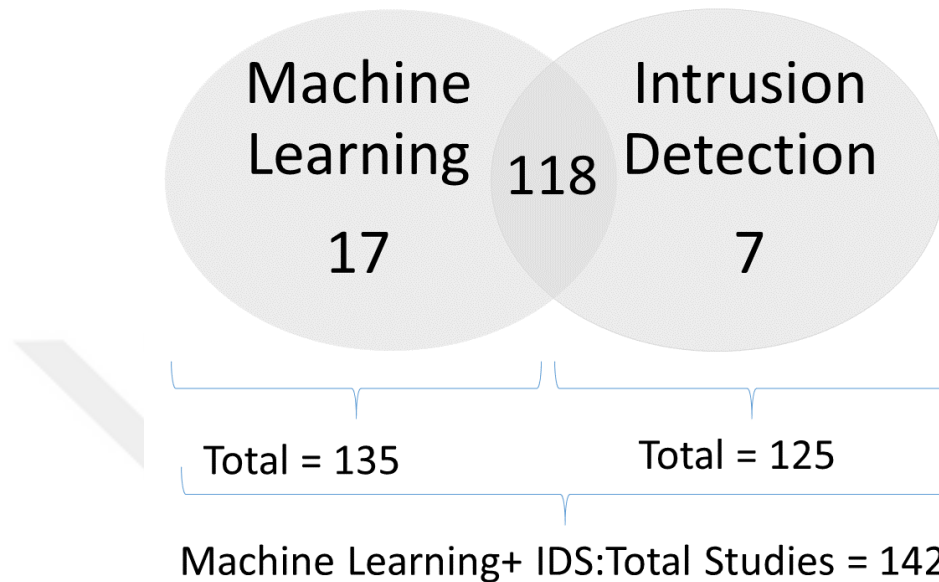 Machine
Learning
17
118
Intrusion
Detection
7
Total = 135
Total = 125
Machine Learning+ IDS:Total Studies = 142